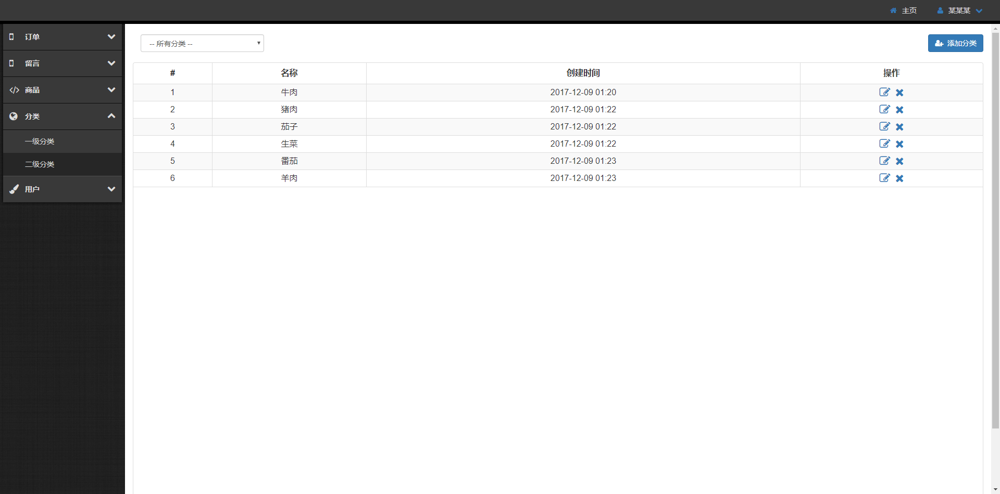 主页 某某某
订单
留言
商品
分类
一级分类
二级分类
用户
-- 所有分类 --
添加分类
# 名称 创建时间 操作
1 牛肉 2017-12-09 01:20
2 猪肉 2017-12-09 01:22
3 茄子 2017-12-09 01:22
4 生菜 2017-12-09 01:22
5 番茄 2017-12-09 01:23
6 羊肉 2017-12-09 01:23